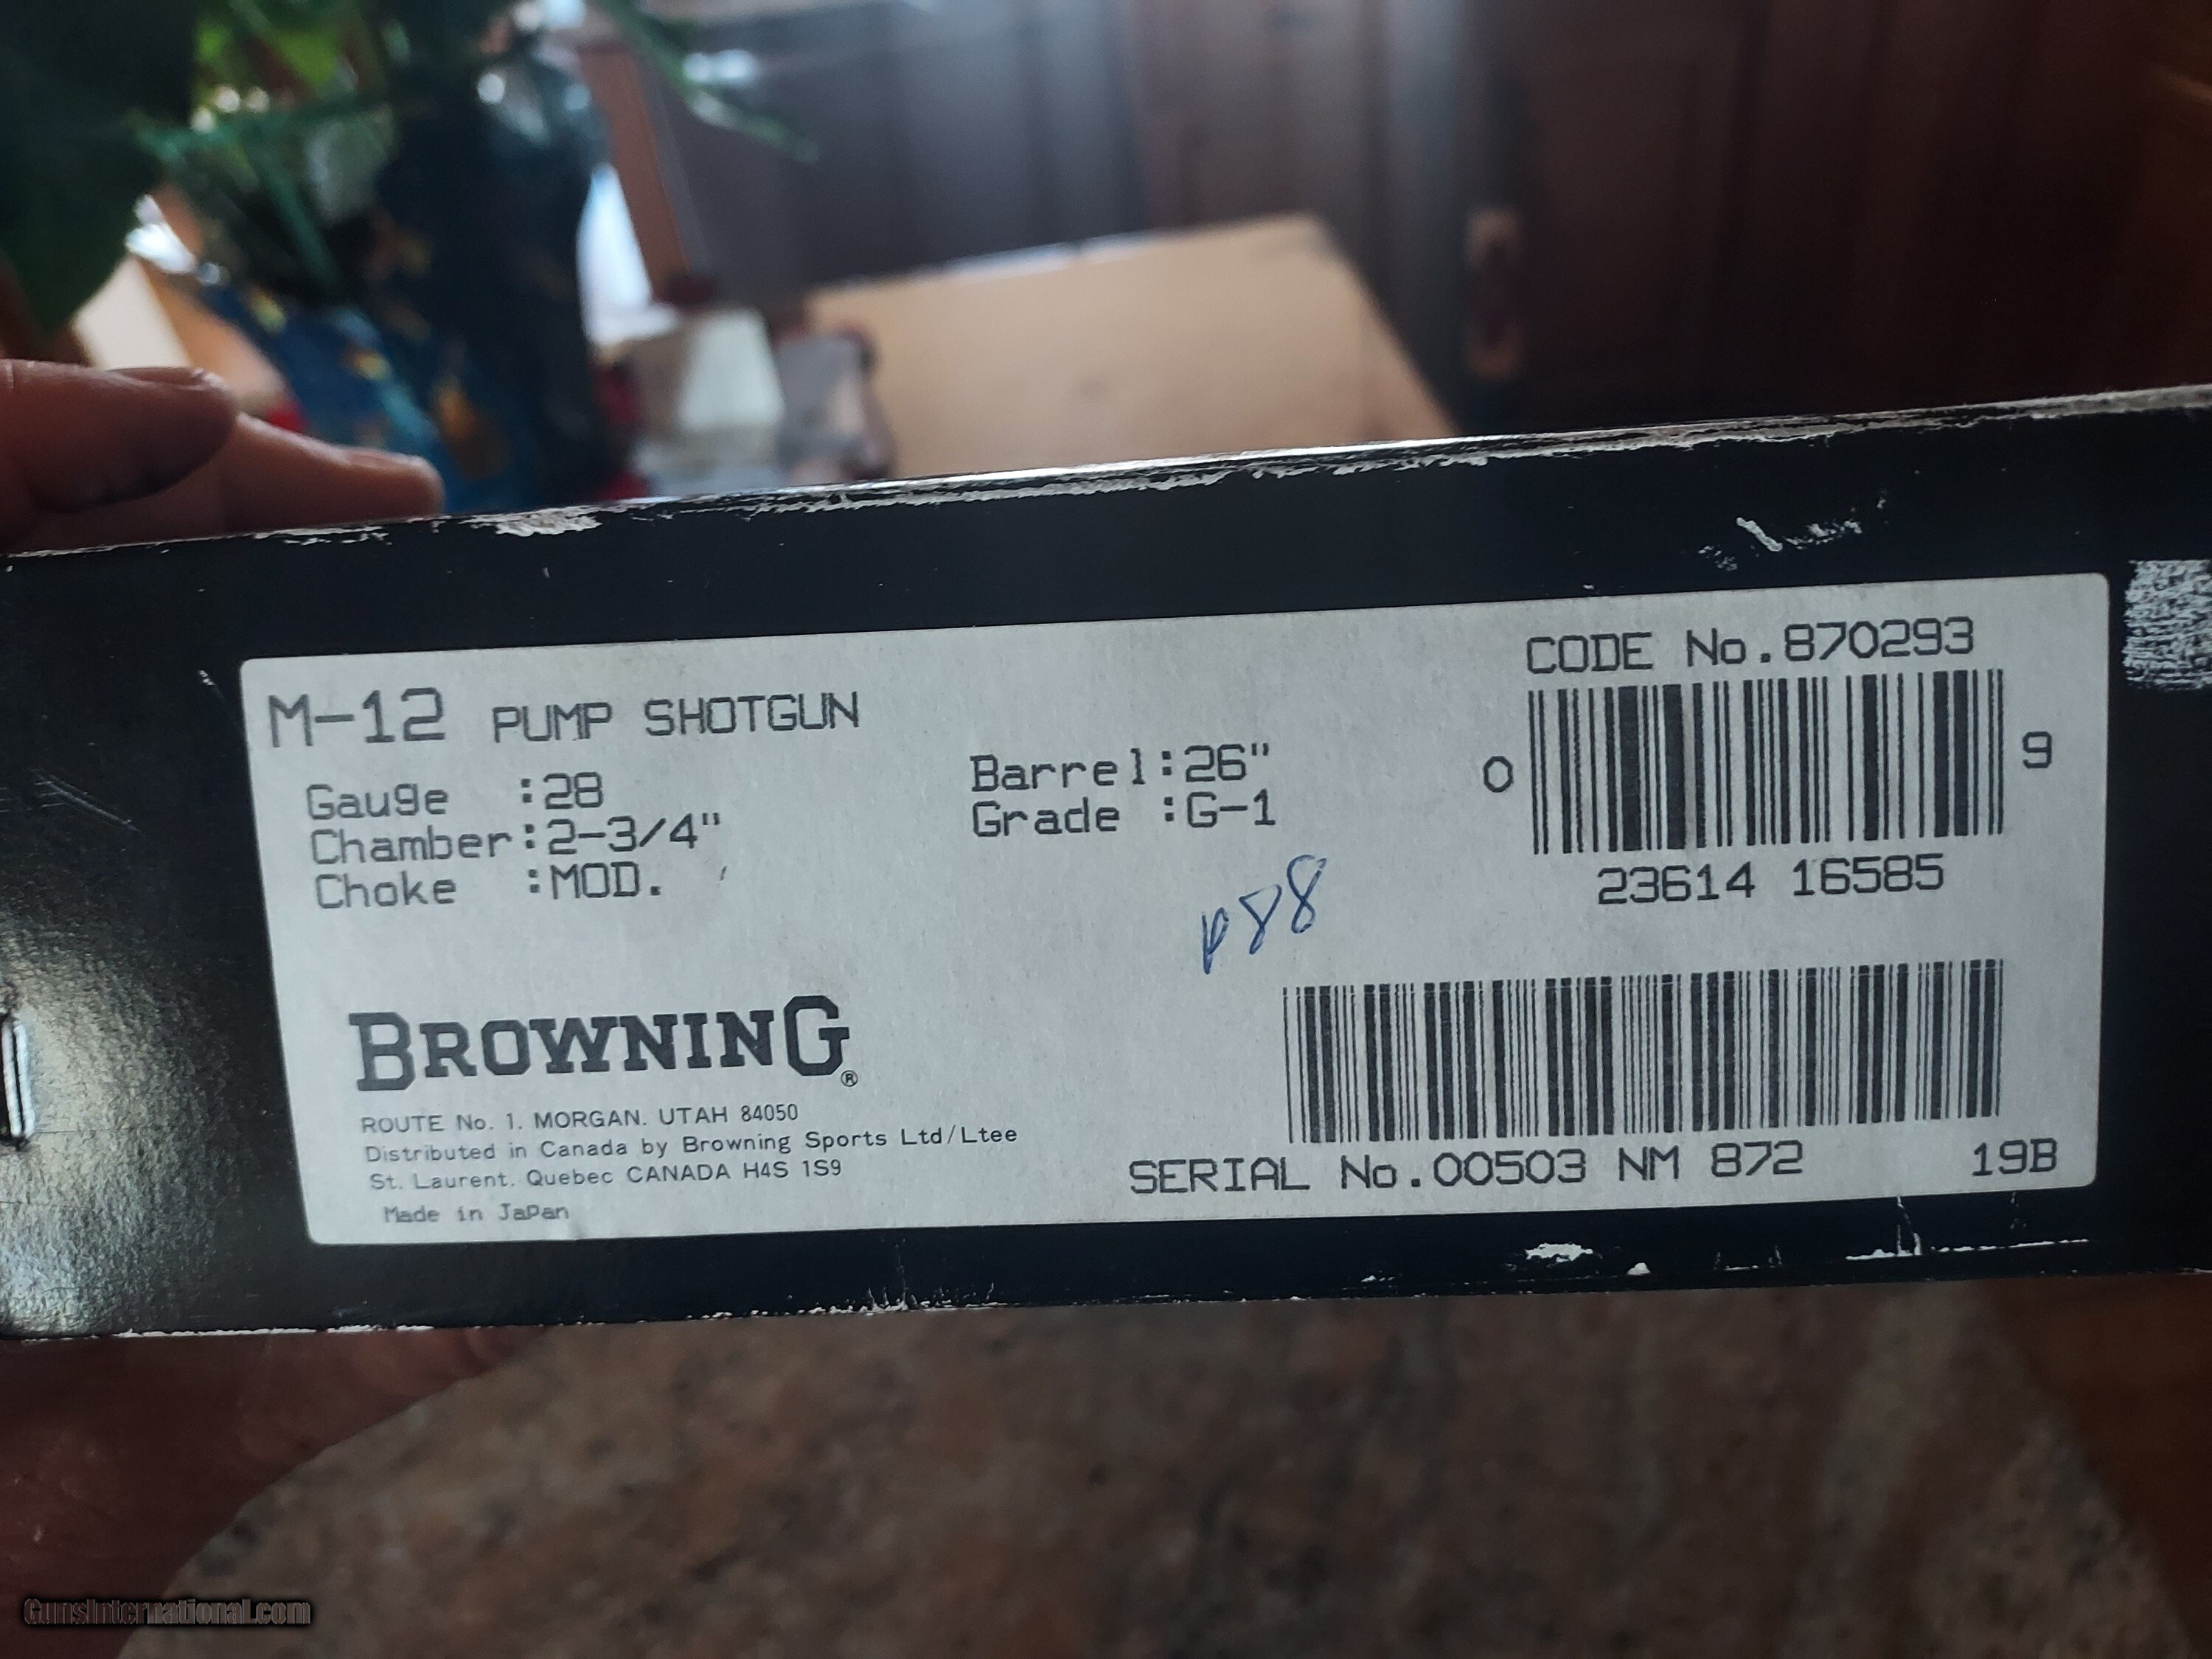 M-12 PUMP SHOTGUN
Gauge :28
Chamber:2-3/4"
Choke :MOD.
Barrel:26"
Grade :G-1
CODE No.870293
0 9
23614 16585
p88
BROWNING®
ROUTE No. 1. MORGAN. UTAH 84050
Distributed in Canada by Browning Sports Ltd/Ltee
St. Laurent. Quebec CANADA H4S 1S9
Made in Japan
SERIAL No.00503 NM 872 19B
GunsInternational.com